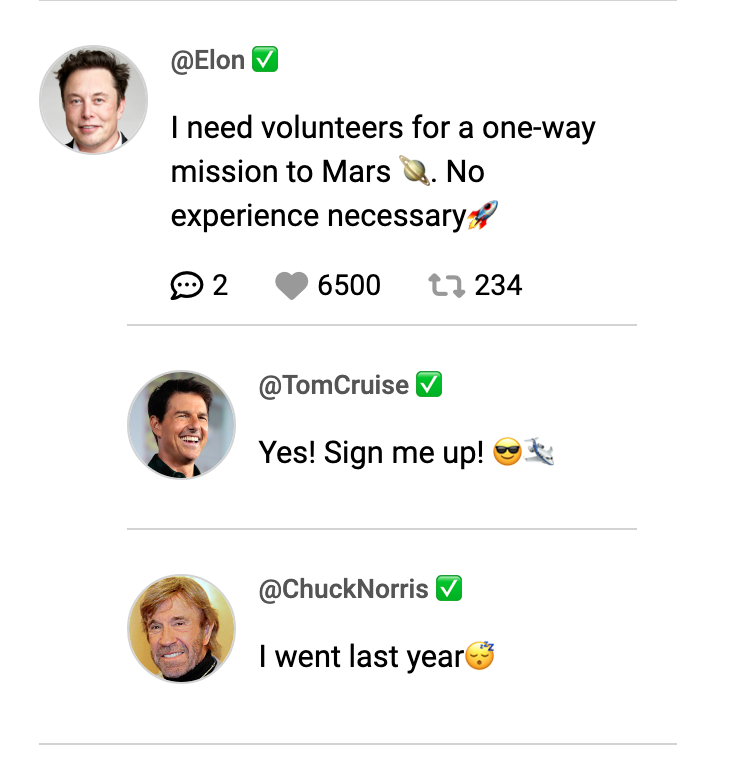 @Elon ✅
I need volunteers for a one-way
mission to Mars 🪐. No
experience necessary🚀
2 6500 234
@TomCruise ✅
Yes! Sign me up! 😎🛩️
@ChuckNorris ✅
I went last year😴